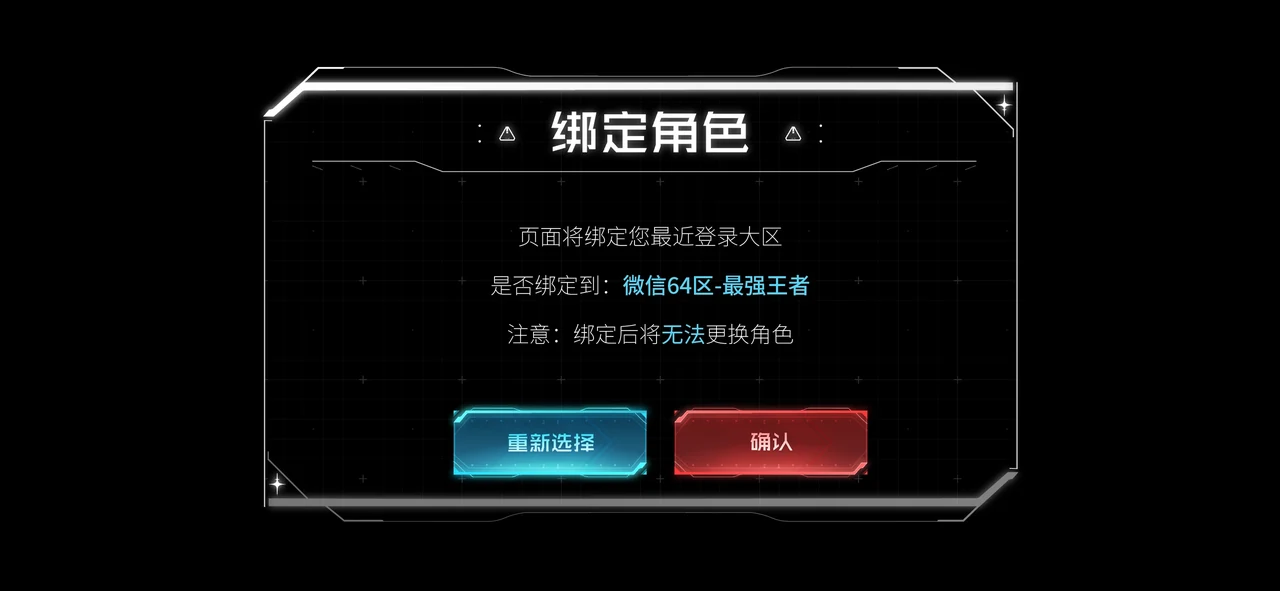 绑定角色
页面将绑定您最近登录大区
是否绑定到：微信64区-最强王者
注意：绑定后将无法更换角色
重新选择
确认